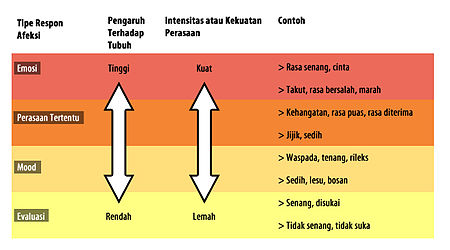 Tipe Respon
Afeksi
Pengaruh
Terhadap
Tubuh
Intensitas atau Kekuatan
Perasaan
Contoh
Emosi
Tinggi
Kuat
> Rasa senang, cinta
> Takut, rasa bersalah, marah
Perasaan Tertentu
> Kehangatan, rasa puas, rasa diterima
> Jijik, sedih
Mood
> Waspada, tenang, rileks
> Sedih, lesu, bosan
Evaluasi
Rendah
Lemah
> Senang, disukai
> Tidak senang, tidak suka